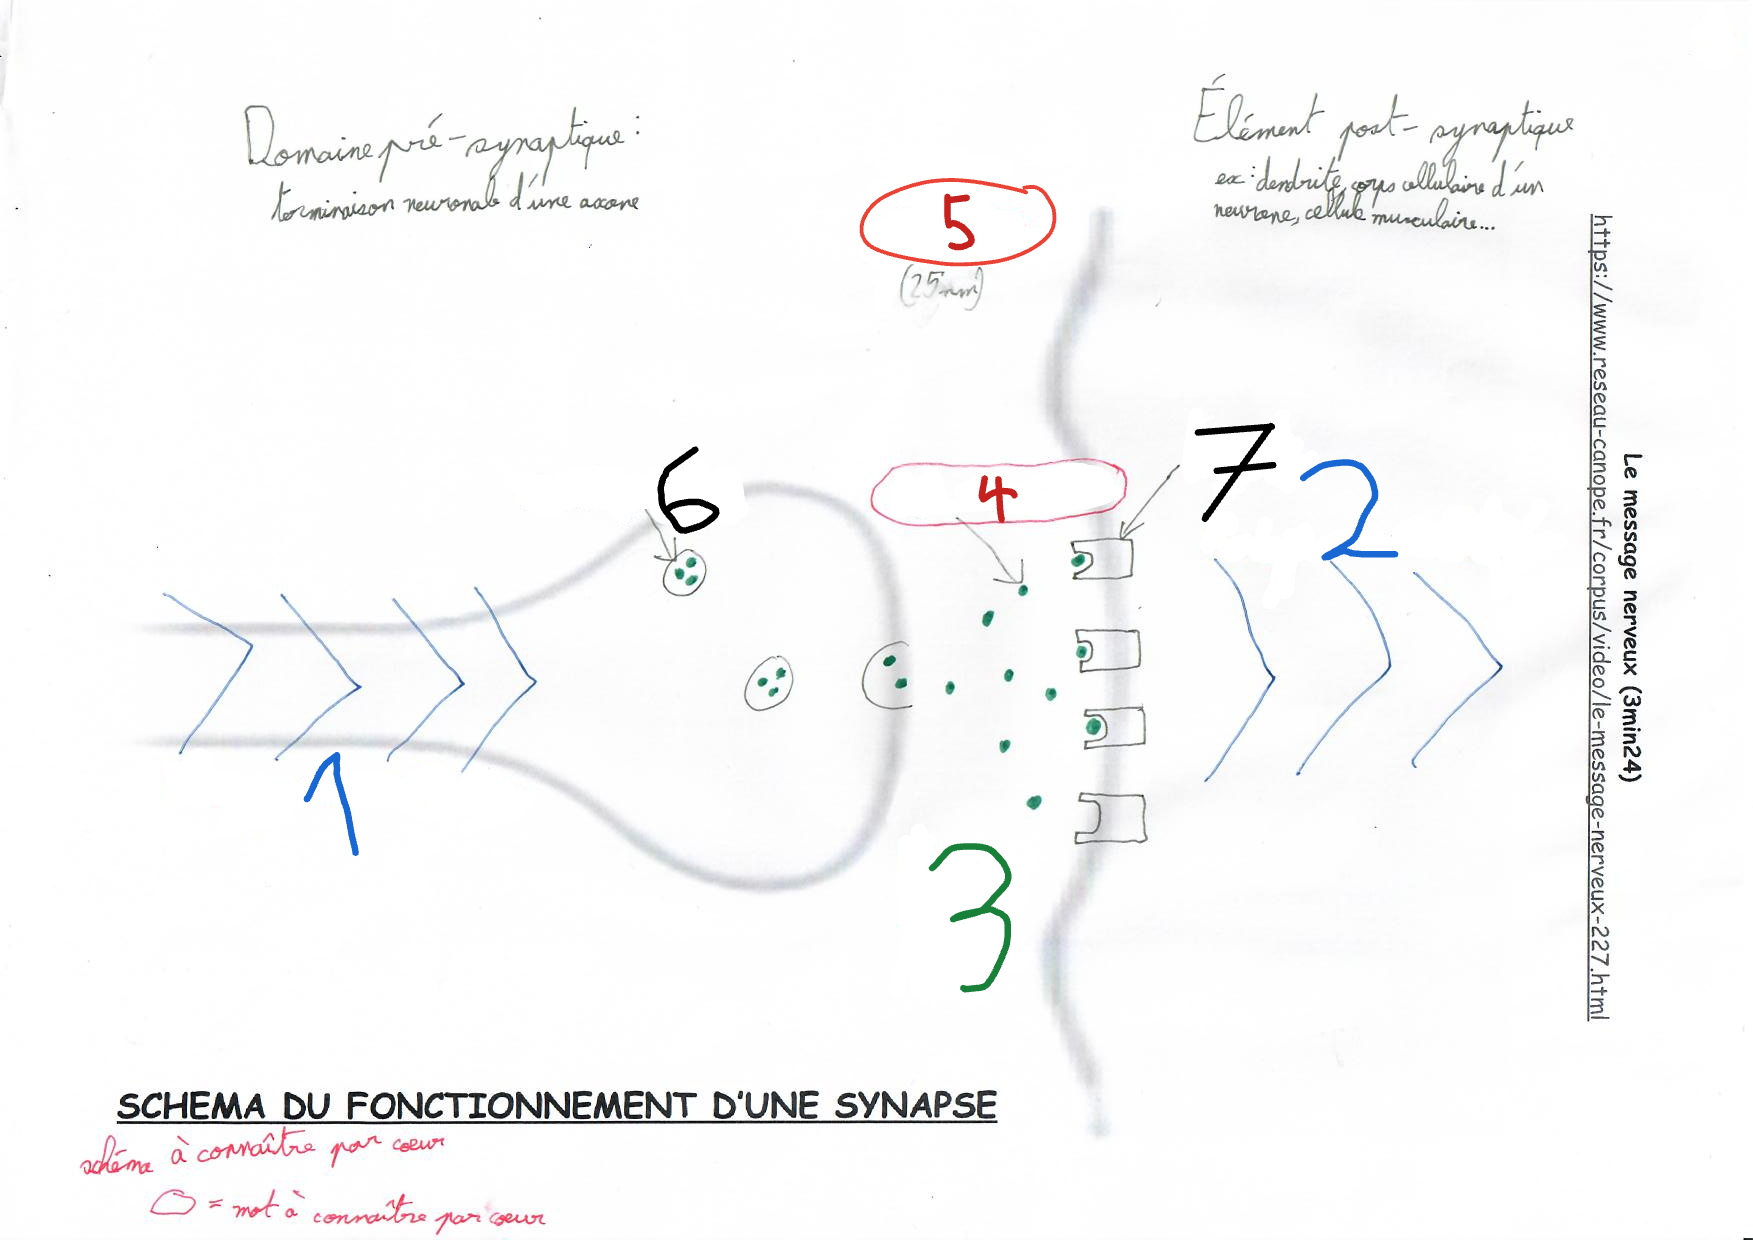 Domaine pré-synaptique :
terminaison neuronale d'une axone
Élément post-synaptique
ex: dendrite, corps cellulaire d'un
neurone, cellule musculaire...
5
(25nm)
6
4
7
2
1
3
Le message nerveux (3min24)
https://www.reseau-canope.fr/corpus/video/le-message-nerveux-227.html
SCHEMA DU FONCTIONNEMENT D'UNE SYNAPSE
schéma à connaître par coeur
= mot à connaître par coeur